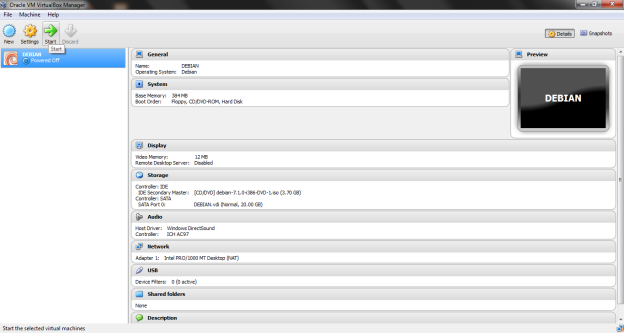 Oracle VM VirtualBox Manager
File Machine Help
New Settings Start Discard
Details Snapshots
Start
DEBIAN
Powered Off
General
Name: DEBIAN
Operating System: Debian
System
Base Memory: 384 MB
Boot Order: Floppy, CD/DVD-ROM, Hard Disk
Preview
DEBIAN
Display
Video Memory: 12 MB
Remote Desktop Server: Disabled
Storage
Controller: IDE
IDE Secondary Master: [CD/DVD] debian-7.1.0-i386-DVD-1.iso (3.70 GB)
Controller: SATA
SATA Port 0: DEBIAN.vdi (Normal, 20.00 GB)
Audio
Host Driver: Windows DirectSound
Controller: ICH AC97
Network
Adapter 1: Intel PRO/1000 MT Desktop (NAT)
USB
Device Filters: 0 (0 active)
Shared folders
None
Description
Start the selected virtual machines